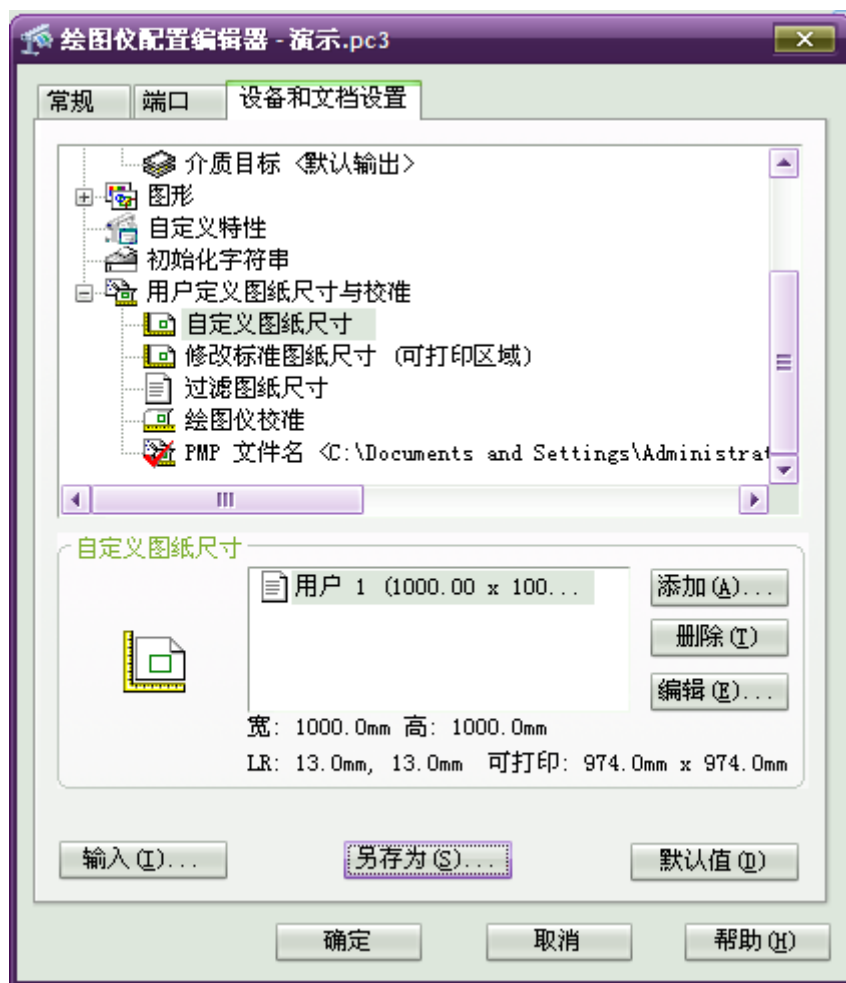 绘图仪配置编辑器 - 演示.pc3
常规 端口 设备和文档设置
介质目标 <默认输出>
图形
自定义特性
初始化字符串
用户定义图纸尺寸与校准
自定义图纸尺寸
修改标准图纸尺寸 (可打印区域)
过滤图纸尺寸
绘图仪校准
PMP 文件名 <C:\Documents and Settings\Administrat
自定义图纸尺寸
用户 1 (1000.00 x 100...
添加(A)...
删除(T)
编辑(E)...
宽: 1000.0mm 高: 1000.0mm
LR: 13.0mm, 13.0mm 可打印: 974.0mm x 974.0mm
输入(I)... 另存为(S)... 默认值(D)
确定 取消 帮助(H)